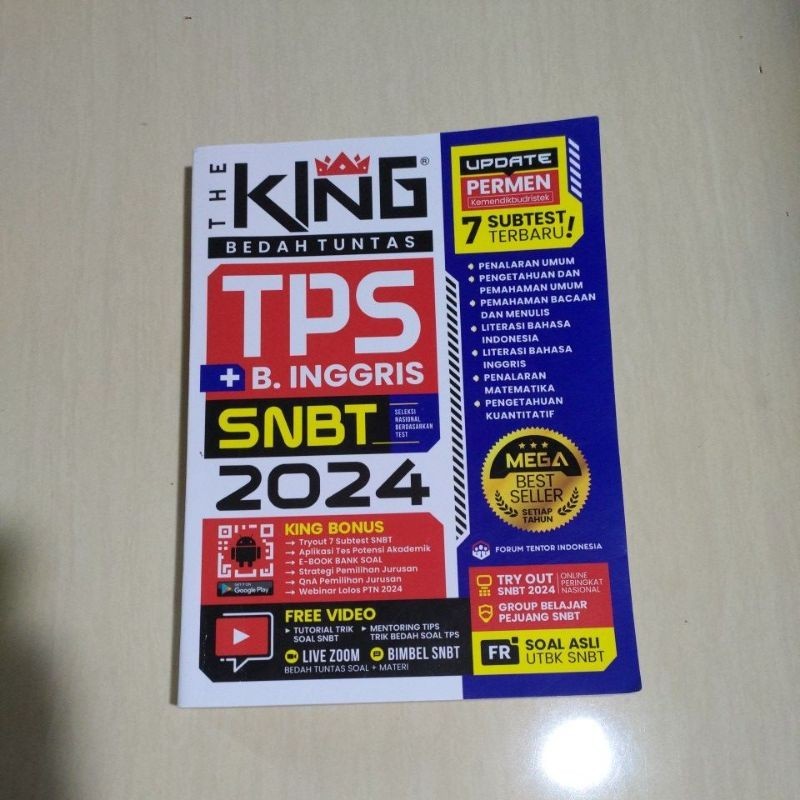 THE KING®
BEDAH TUNTAS
TPS
+ B. INGGRIS
SNBT
SELEKSI
NASIONAL
BERDASARKAN
TEST
2024
KING BONUS
→ Tryout 7 Subtest SNBT
→ Aplikasi Tes Potensi Akademik
→ E-BOOK BANK SOAL
→ Strategi Pemilihan Jurusan
→ QnA Pemilihan Jurusan
→ Webinar Lolos PTN 2024
GET IT ON
Google Play
FREE VIDEO
▸ TUTORIAL TRIK
SOAL SNBT
▸ MENTORING TIPS
TRIK BEDAH SOAL TPS
LIVE ZOOM
BIMBEL SNBT
BEDAH TUNTAS SOAL + MATERI
UPDATE
PERMEN
Kemendikbudristek
7 SUBTEST
TERBARU!
• PENALARAN UMUM
• PENGETAHUAN DAN
PEMAHAMAN UMUM
• PEMAHAMAN BACAAN
DAN MENULIS
• LITERASI BAHASA
INDONESIA
• LITERASI BAHASA
INGGRIS
• PENALARAN
MATEMATIKA
• PENGETAHUAN
KUANTITATIF
MEGA
BEST
SELLER
SETIAP
TAHUN
FORUM TENTOR INDONESIA
TRY OUT
SNBT 2024
ONLINE
PERINGKAT
NASIONAL
GROUP BELAJAR
PEJUANG SNBT
FR
SOAL ASLI
UTBK SNBT